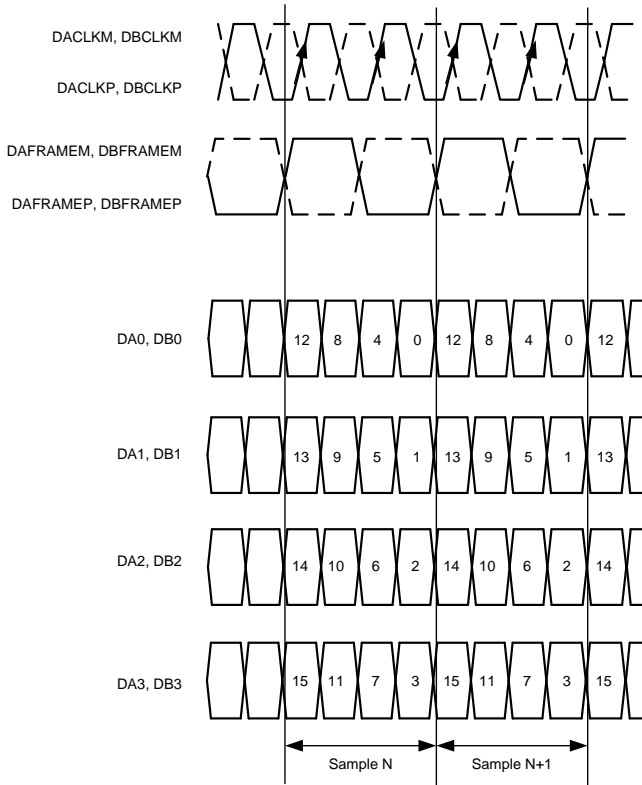 DACLKM, DBCLKM
DACLKP, DBCLKP
DAFRAMEM, DBFRAMEM
DAFRAMEP, DBFRAMEP
DA0, DB0 12 8 4 0 12 8 4 0 12
DA1, DB1 13 9 5 1 13 9 5 1 13
DA2, DB2 14 10 6 2 14 10 6 2 14
DA3, DB3 15 11 7 3 15 11 7 3 15
Sample N Sample N+1